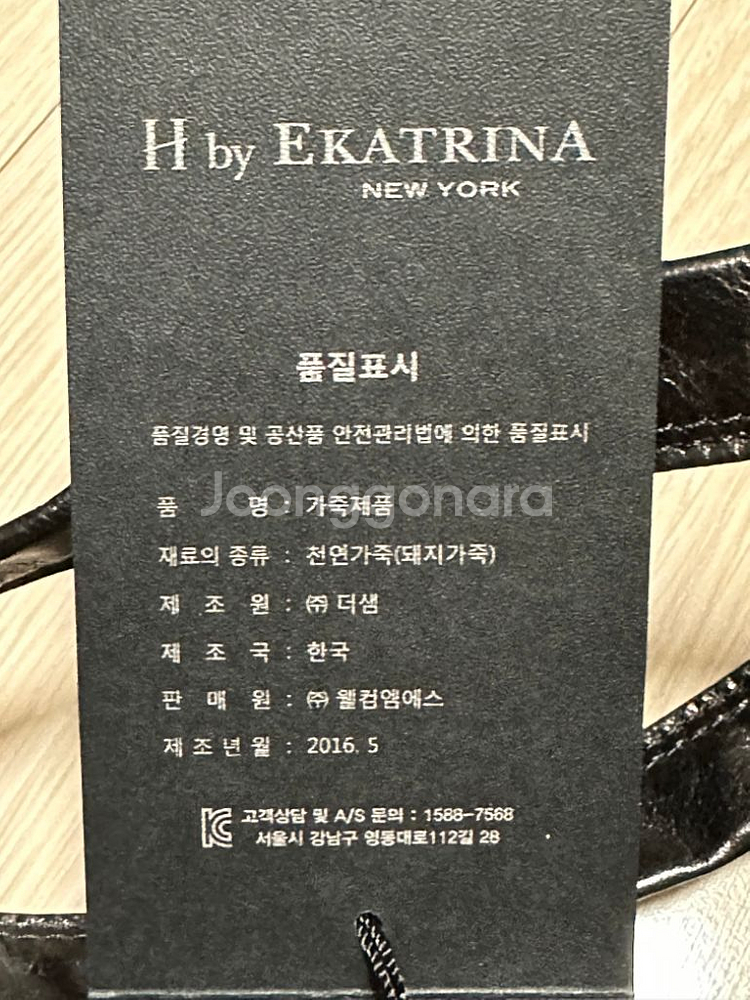 H by EKATRINA
NEW YORK
품질표시
품질경영 및 공산품 안전관리법에 의한 품질표시
품 명 : 가죽제품
Joonggonara
재료의 종류 : 천연가죽(돼지가죽)
제 조 원 : ㈜ 더샘
제 조 국 : 한국
판 매 원 : ㈜ 웰컴엠에스
제 조 년 월 : 2016. 5
고객상담 및 A/S 문의 : 1588-7568
서울시 강남구 영동대로112길 28